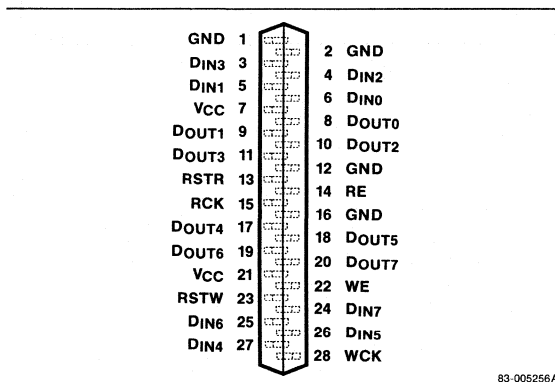 GND 1
2 GND
DIN3 3
4 DIN2
DIN1 5
6 DIN0
VCC 7
8 DOUT0
DOUT1 9
10 DOUT2
DOUT3 11
12 GND
RSTR 13
14 RE
RCK 15
16 GND
DOUT4 17
18 DOUT5
DOUT6 19
20 DOUT7
VCC 21
22 WE
RSTW 23
24 DIN7
DIN6 25
26 DIN5
DIN4 27
28 WCK
83-005256A